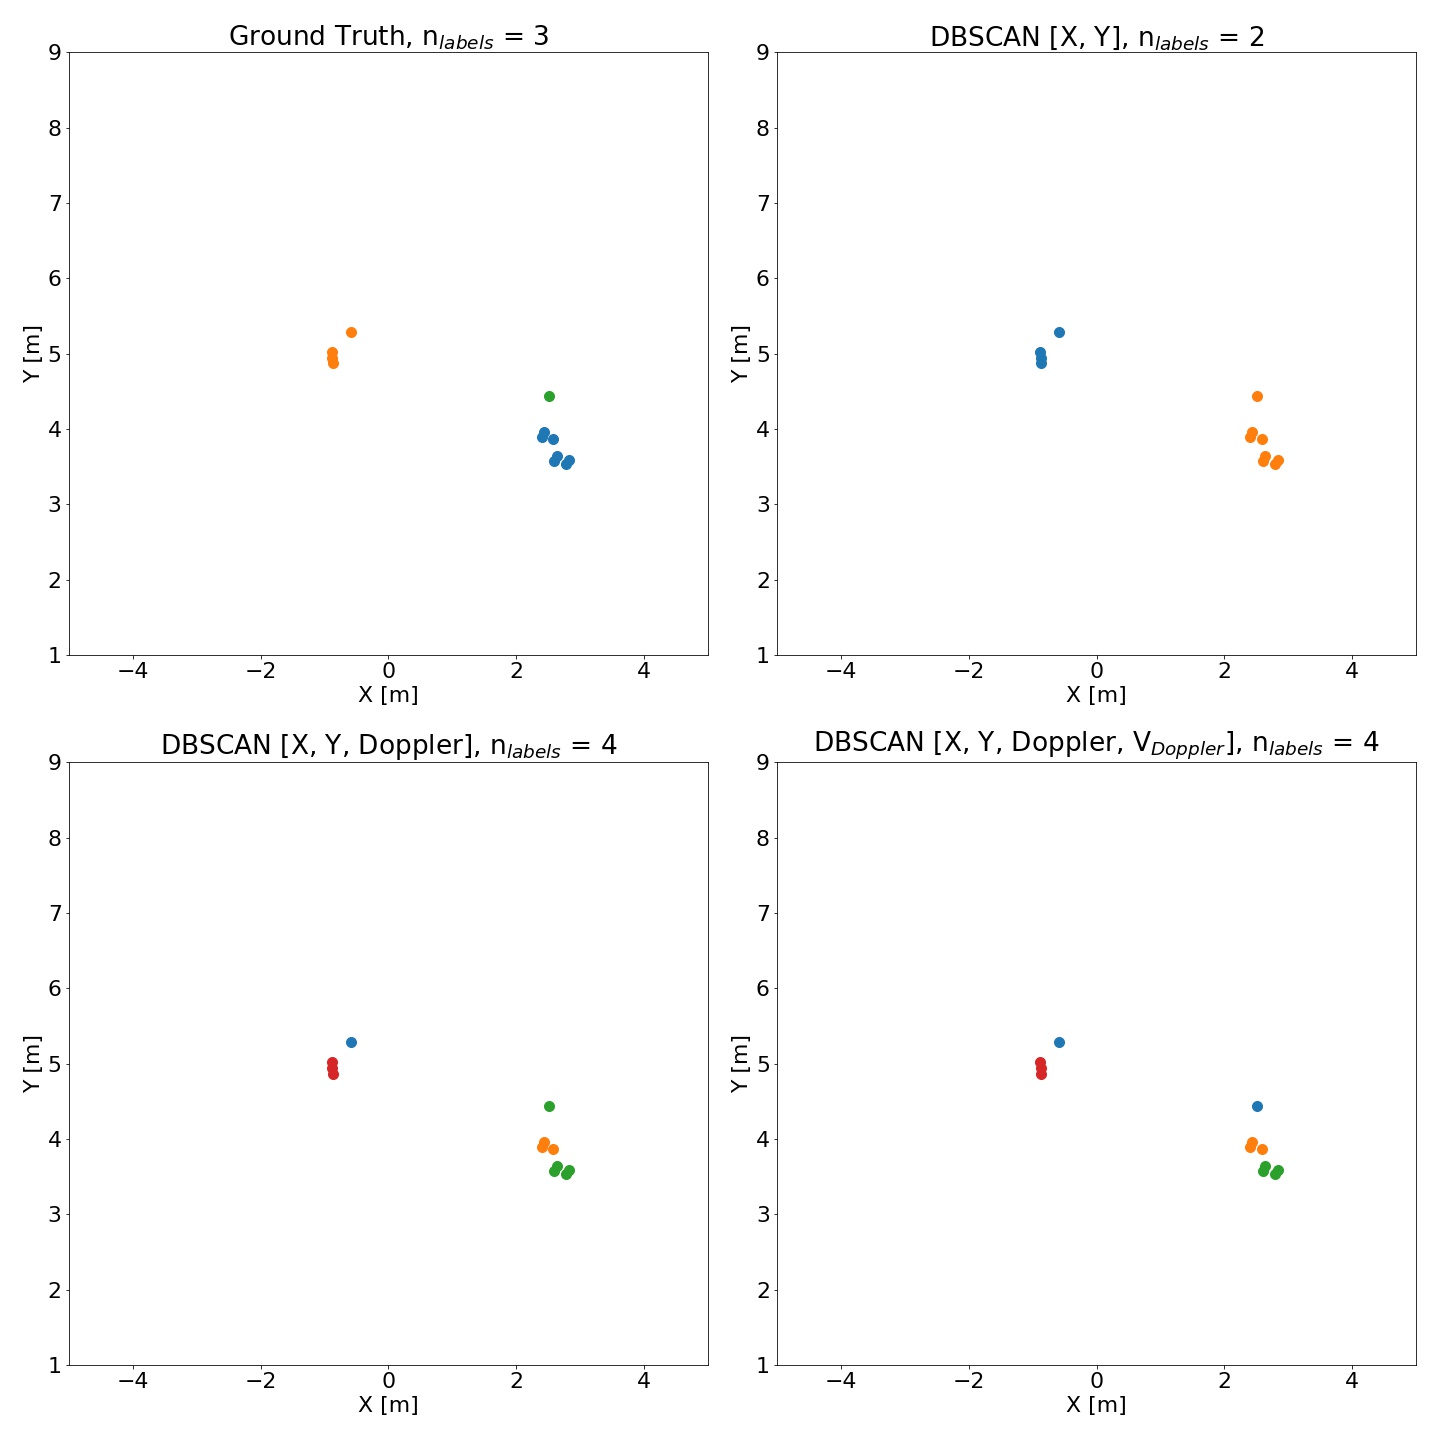 Ground Truth, n_labels = 3
9
8
7
6
5
4
3
2
1
Y [m]
−4 −2 0 2 4
X [m]
DBSCAN [X, Y], n_labels = 2
9
8
7
6
5
4
3
2
1
Y [m]
−4 −2 0 2 4
X [m]
DBSCAN [X, Y, Doppler], n_labels = 4
9
8
7
6
5
4
3
2
1
Y [m]
−4 −2 0 2 4
X [m]
DBSCAN [X, Y, Doppler, V_Doppler], n_labels = 4
9
8
7
6
5
4
3
2
1
Y [m]
−4 −2 0 2 4
X [m]